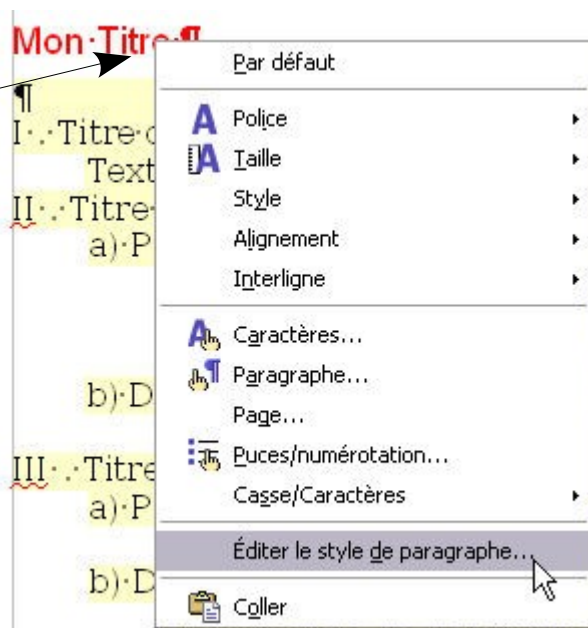 Mon·Titre·¶
Par défaut
¶
I·.·Titre
Police
Text
Taille
II·.·Titre
Style
a)·P
Alignement
Interligne
Caractères...
Paragraphe...
b)·D
Page...
III·.·Titre
Puces/numérotation...
a)·P
Casse/Caractères
Éditer le style de paragraphe...
b)·D
Coller